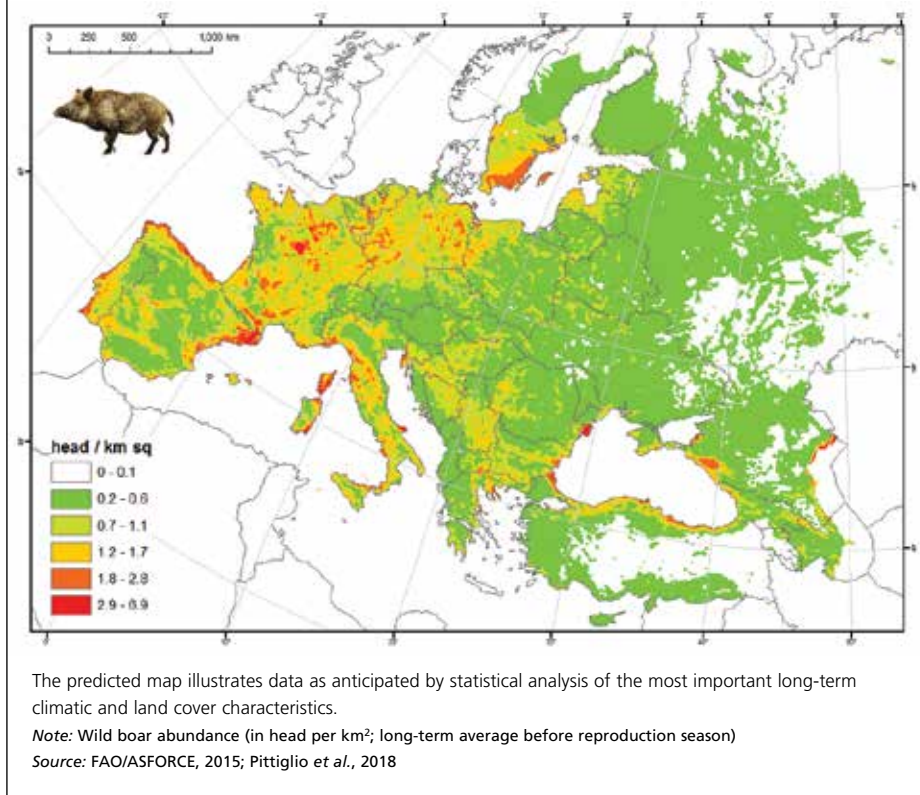 0 250 500 1,000 km
head / km sq
0 - 0.1
0.2 - 0.6
0.7 - 1.1
1.2 - 1.7
1.8 - 2.8
2.9 - 6.9
The predicted map illustrates data as anticipated by statistical analysis of the most important long-term
climatic and land cover characteristics.
Note: Wild boar abundance (in head per km²; long-term average before reproduction season)
Source: FAO/ASFORCE, 2015; Pittiglio et al., 2018